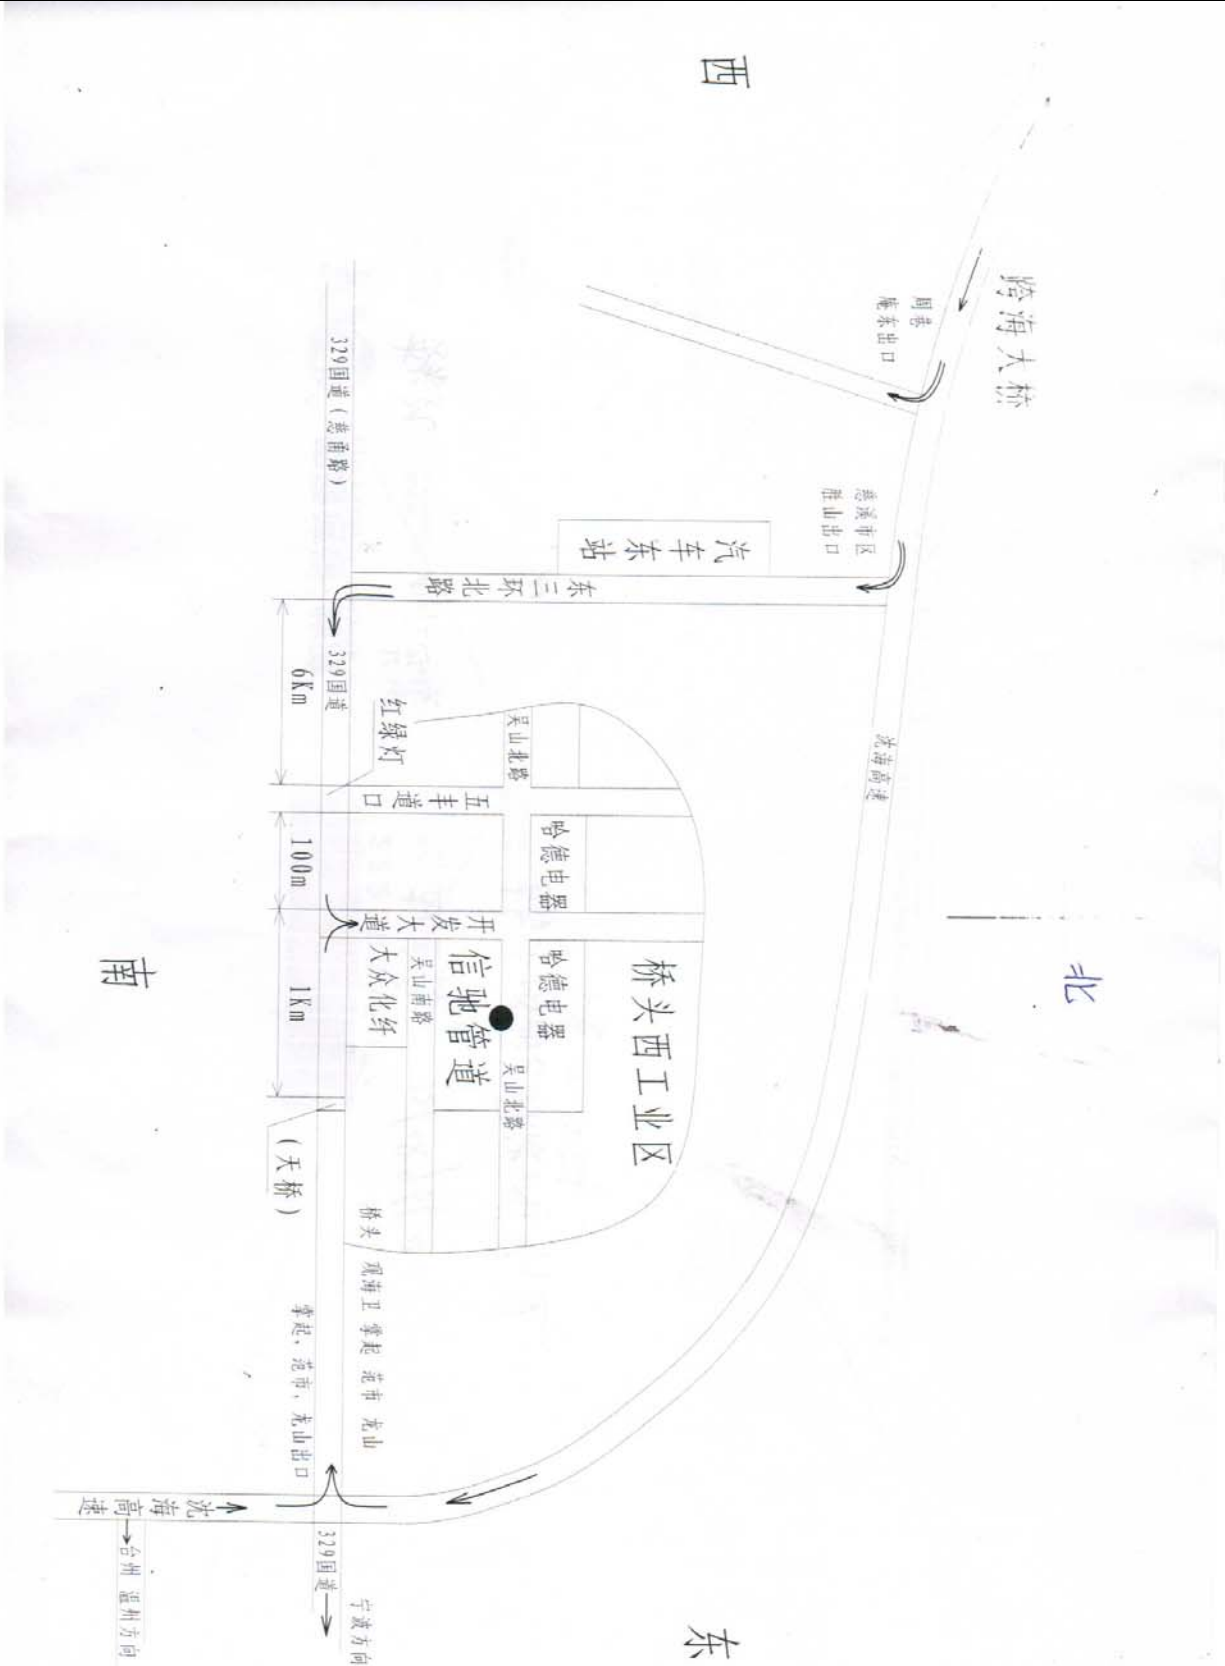 北
西
东
南
跨海大桥
周巷
庵东出口
慈溪市区
胜山出口
沈海高速
汽车东站
东三环北路
桥头西工业区
吴山北路
哈德电器
哈德电器
吴山北路
信驰管道
吴山南路
大众化纤
五丰道口
开发大道
红绿灯
329国道(慈甬路)
329国道
6Km
100m
1Km
(天桥)
桥头 观海卫 掌起 范市 龙山
掌起、范市、龙山出口
329国道
宁波方向
沈海高速
台州 温州方向